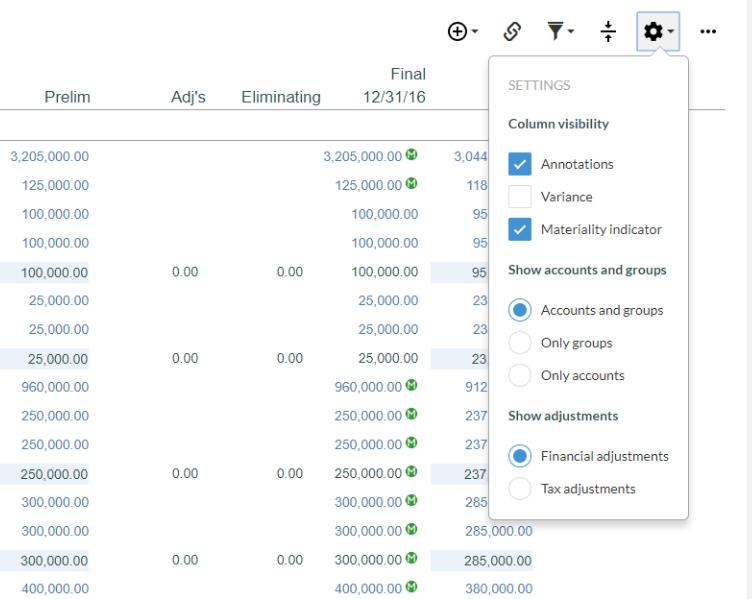 Final
Prelim Adj's Eliminating 12/31/16
SETTINGS
Column visibility
Annotations
Variance
Materiality indicator
Show accounts and groups
Accounts and groups
Only groups
Only accounts
Show adjustments
Financial adjustments
Tax adjustments
3,205,000.00 3,205,000.00 M 3,044
125,000.00 125,000.00 M 118
100,000.00 100,000.00 95
100,000.00 100,000.00 95
100,000.00 0.00 0.00 100,000.00 95
25,000.00 25,000.00 23
25,000.00 25,000.00 23
25,000.00 0.00 0.00 25,000.00 23
960,000.00 960,000.00 M 912
250,000.00 250,000.00 M 237
250,000.00 250,000.00 M 237
250,000.00 0.00 0.00 250,000.00 M 237
300,000.00 300,000.00 M 285
300,000.00 300,000.00 M 285,000.00
300,000.00 0.00 0.00 300,000.00 M 285,000.00
400,000.00 400,000.00 M 380,000.00